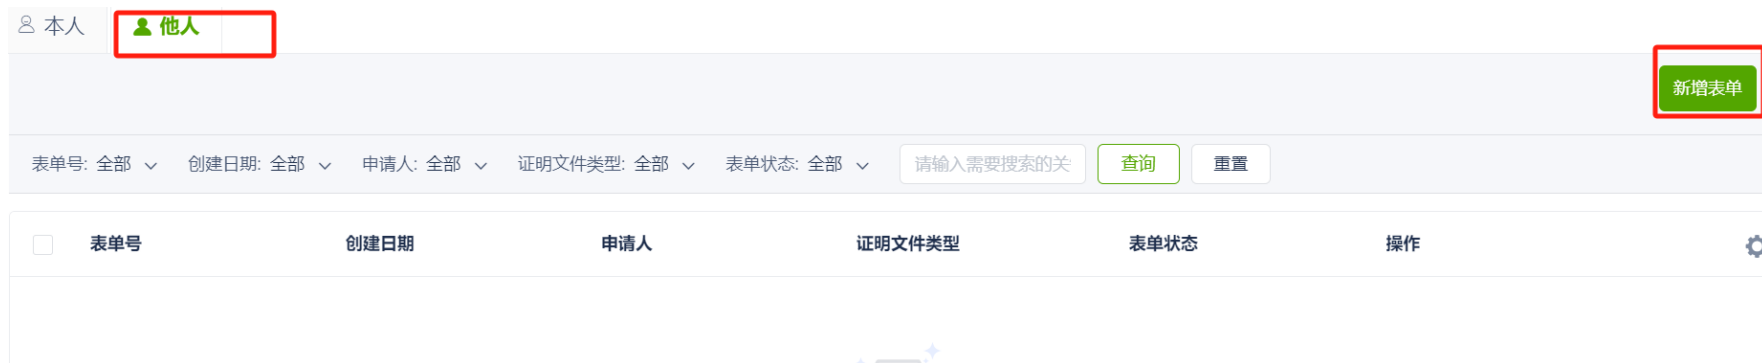 本人 他人
新增表单
表单号: 全部 创建日期: 全部 申请人: 全部 证明文件类型: 全部 表单状态: 全部 请输入需要搜索的关 查询 重置
表单号 创建日期 申请人 证明文件类型 表单状态 操作